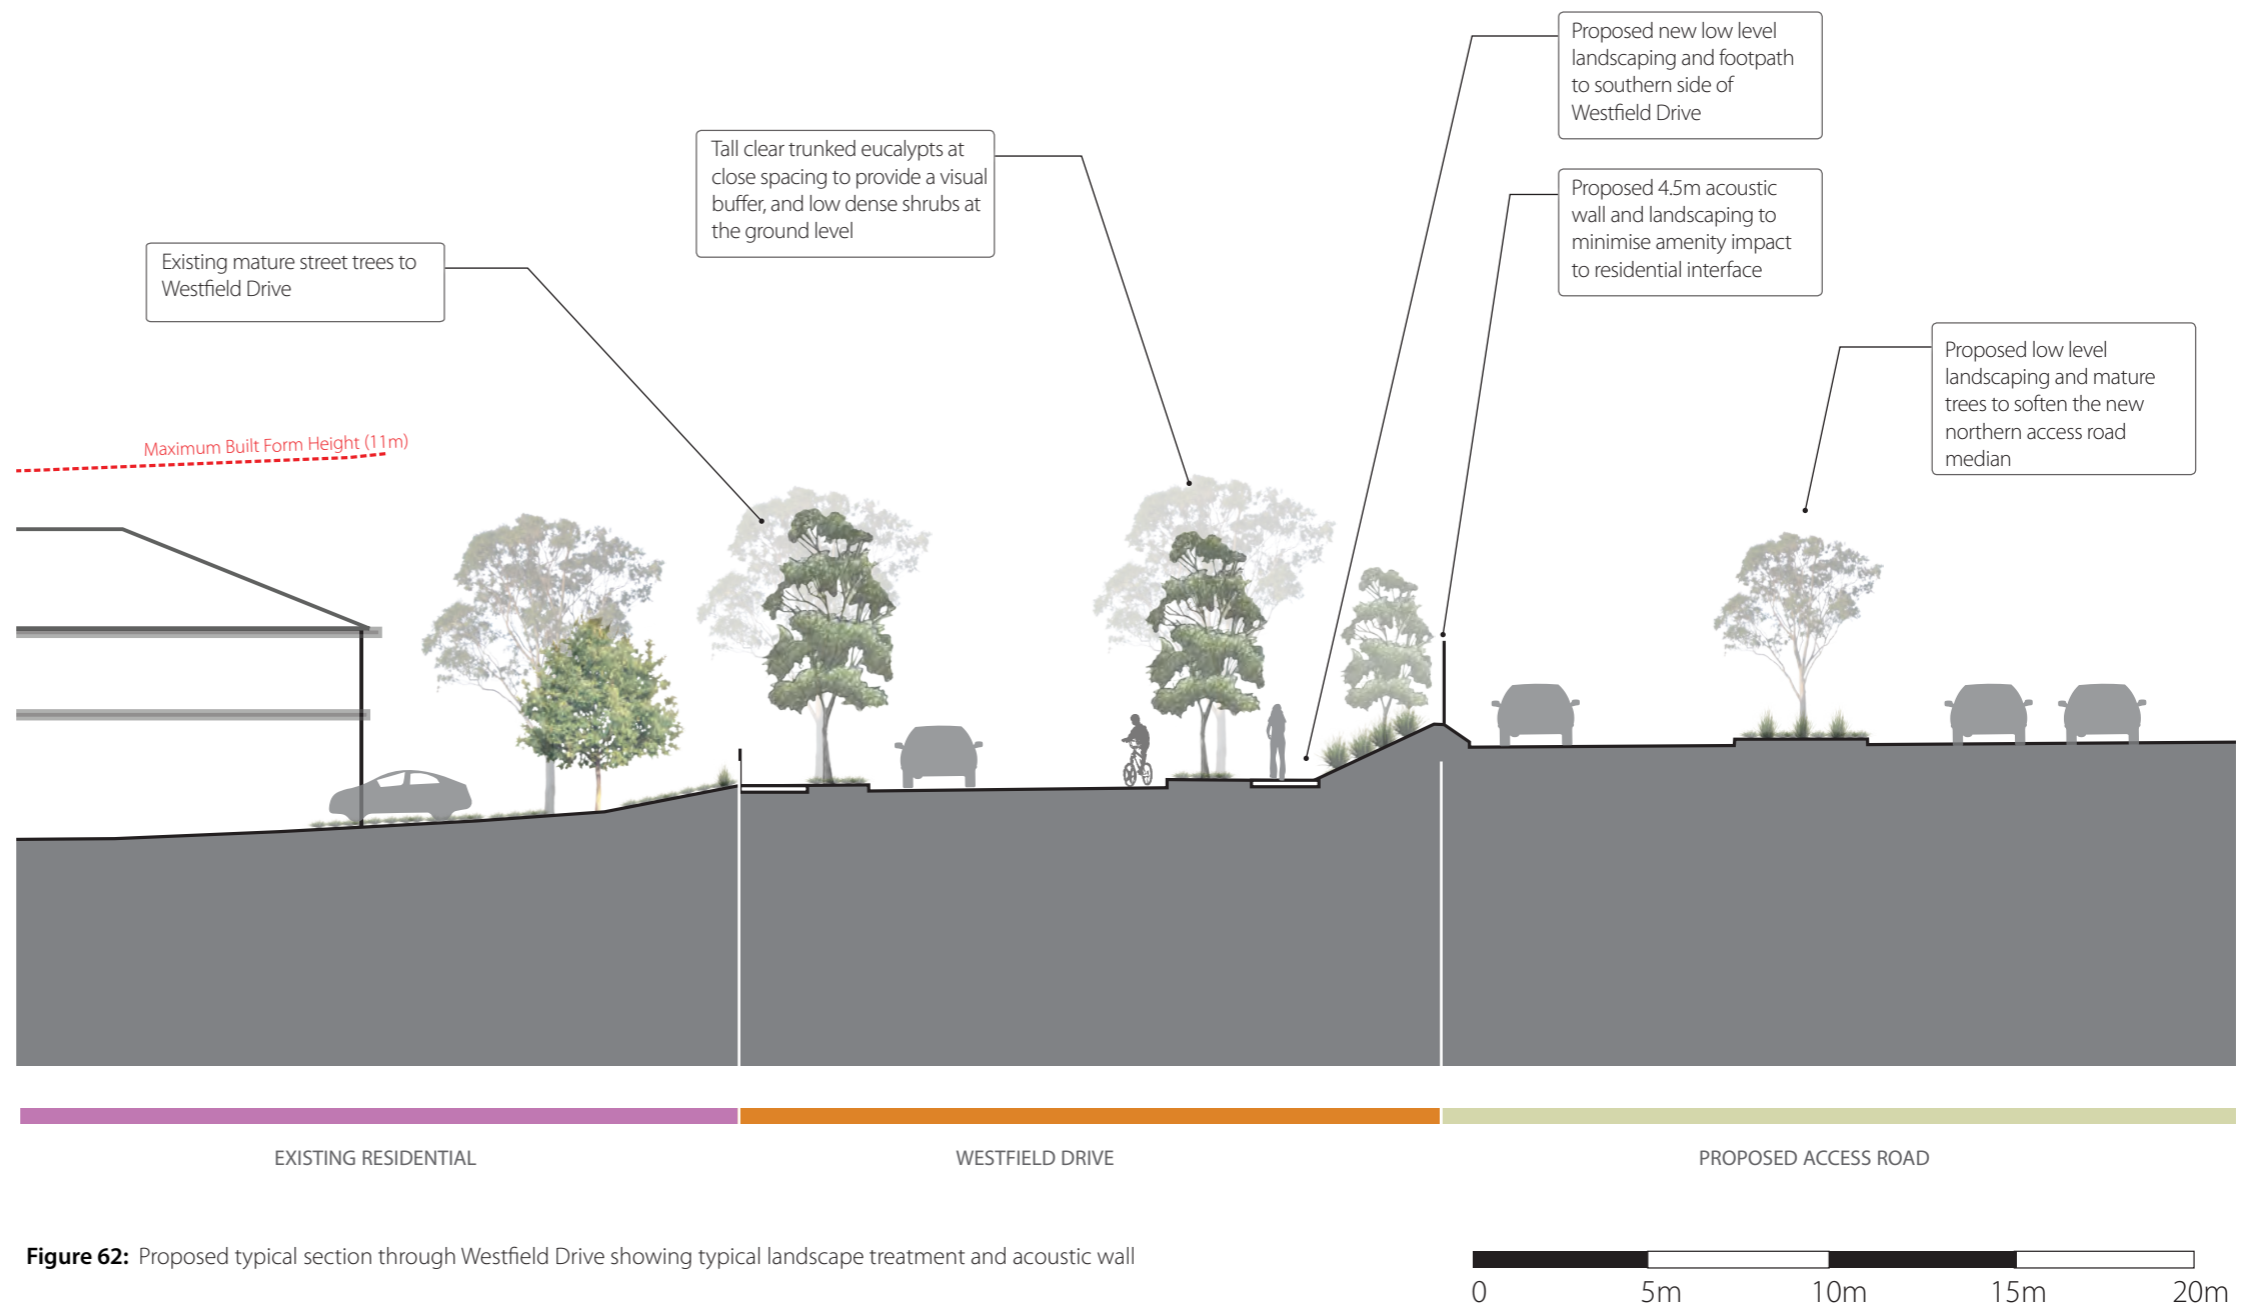 Proposed new low level
landscaping and footpath
to southern side of
Westfield Drive
Tall clear trunked eucalypts at
close spacing to provide a visual
buffer, and low dense shrubs at
the ground level
Proposed 4.5m acoustic
wall and landscaping to
minimise amenity impact
to residential interface
Existing mature street trees to
Westfield Drive
Proposed low level
landscaping and mature
trees to soften the new
northern access road
median
Maximum Built Form Height (11m)
EXISTING RESIDENTIAL
WESTFIELD DRIVE
PROPOSED ACCESS ROAD
Figure 62: Proposed typical section through Westfield Drive showing typical landscape treatment and acoustic wall
0 5m 10m 15m 20m